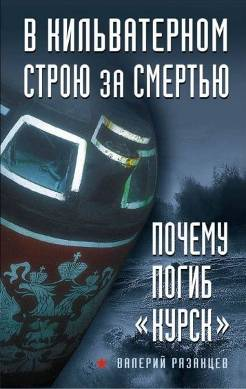 В КИЛЬВАТЕРНОМ
СТРОЮ ЗА СМЕРТЬЮ
ПОЧЕМУ
ПОГИБ
«КУРСК»
ВАЛЕРИЙ РЯЗАНЦЕВ